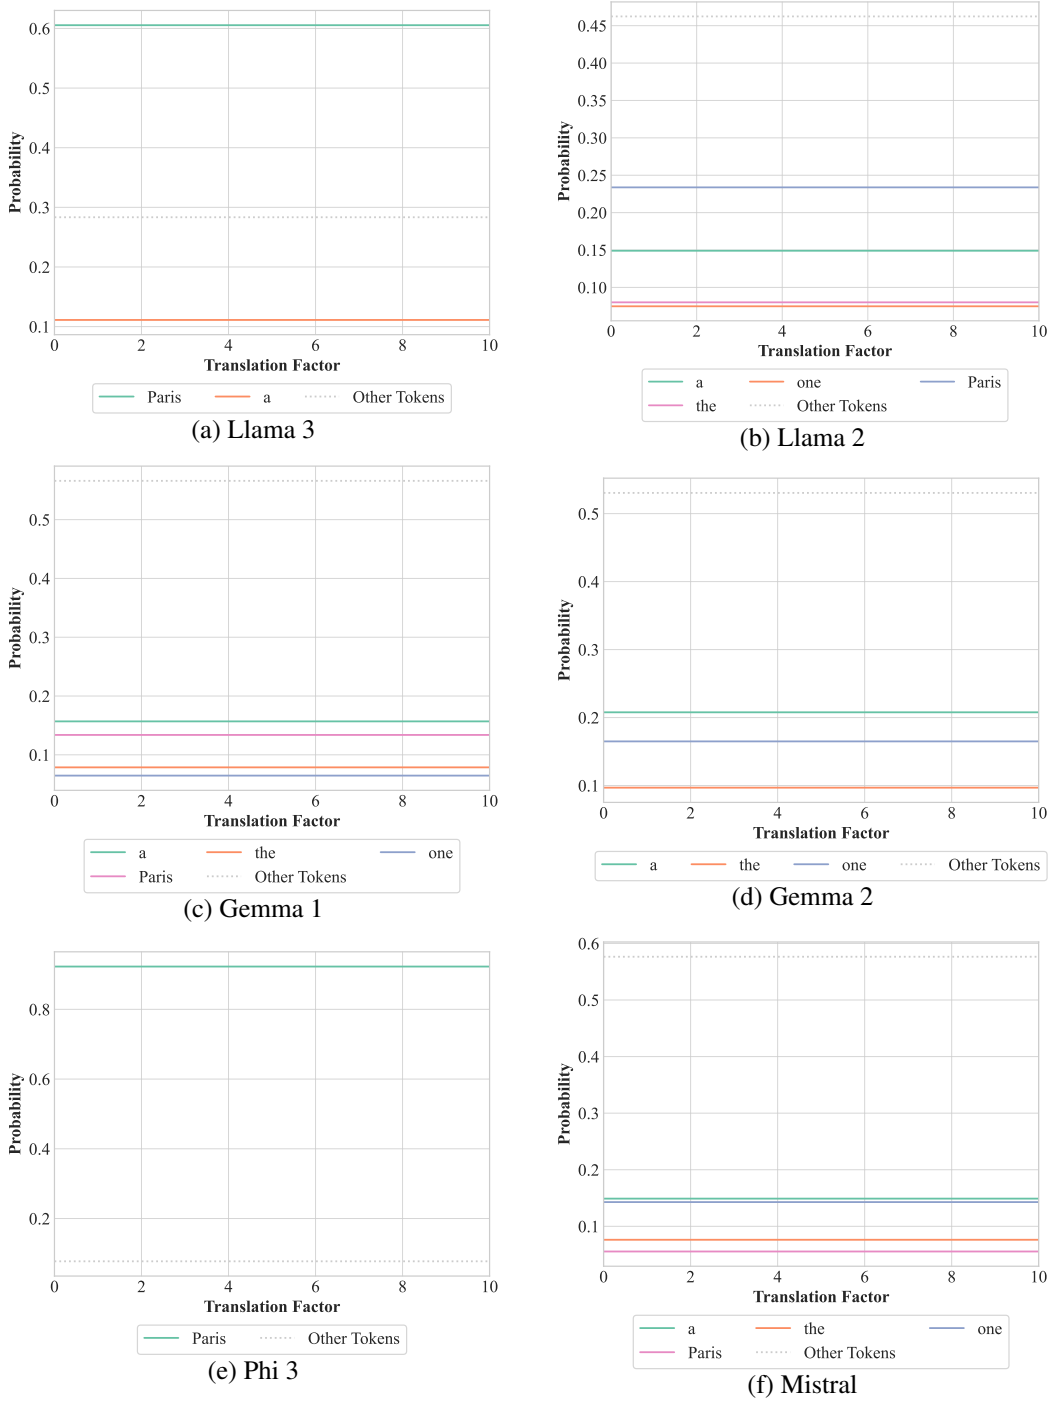 0.6
0.5
0.4
0.3
0.2
0.1
Probability
0 2 4 6 8 10
Translation Factor
Paris a Other Tokens
(a) Llama 3
0.45
0.40
0.35
0.30
0.25
0.20
0.15
0.10
Probability
0 2 4 6 8 10
Translation Factor
a one Paris
the Other Tokens
(b) Llama 2
0.5
0.4
0.3
0.2
0.1
Probability
0 2 4 6 8 10
Translation Factor
a the one
Paris Other Tokens
(c) Gemma 1
0.5
0.4
0.3
0.2
0.1
Probability
0 2 4 6 8 10
Translation Factor
a the one Other Tokens
(d) Gemma 2
0.8
0.6
0.4
0.2
Probability
0 2 4 6 8 10
Translation Factor
Paris Other Tokens
(e) Phi 3
0.6
0.5
0.4
0.3
0.2
0.1
Probability
0 2 4 6 8 10
Translation Factor
a the one
Paris Other Tokens
(f) Mistral